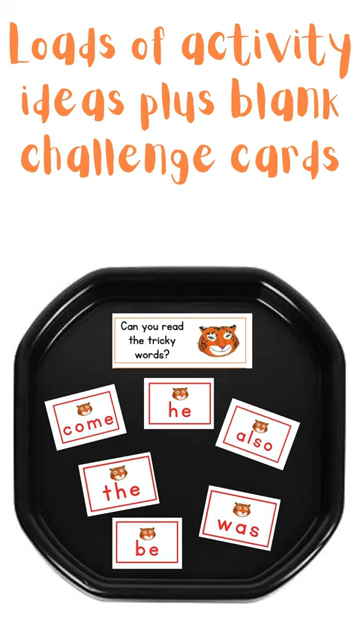 Loads of activity
ideas plus blank
challenge cards
Can you read
the tricky
words?
come
he
also
the
was
be